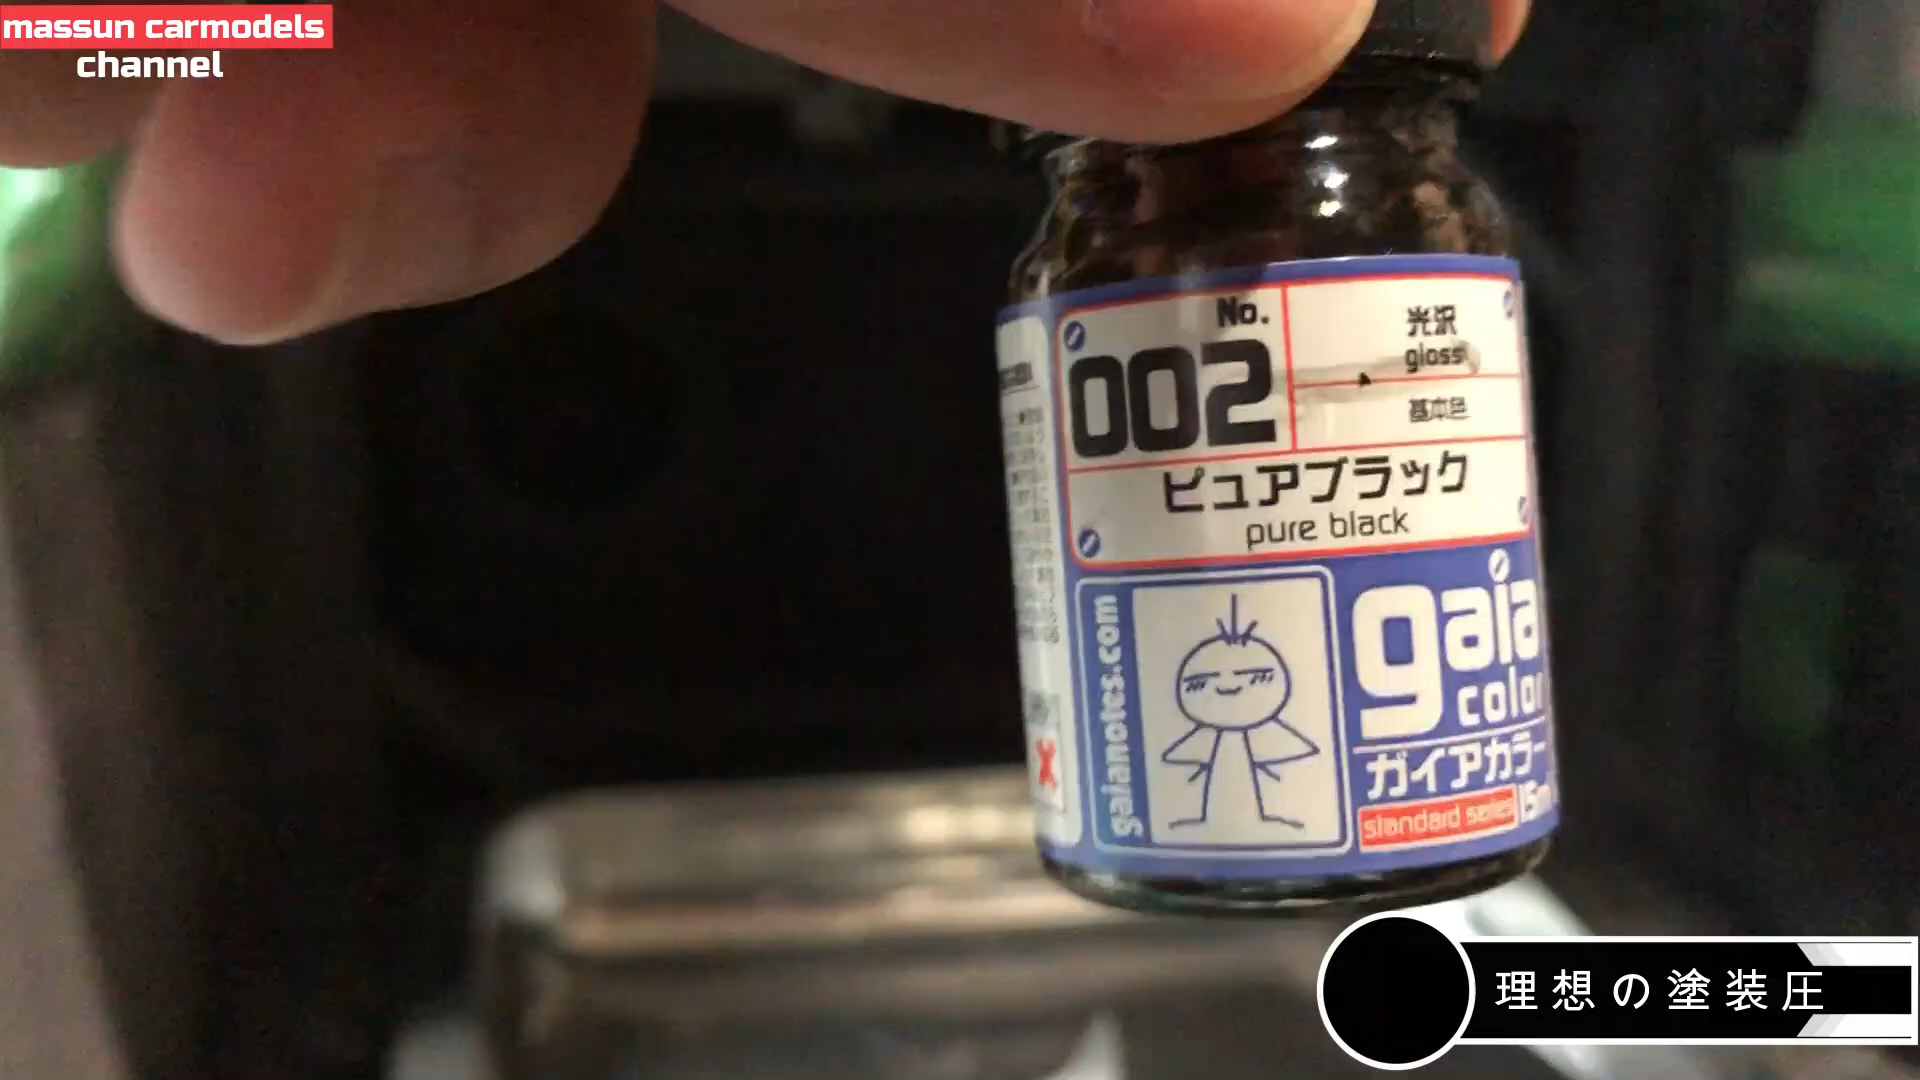 massun carmodels
channel
No.
002
光沢
gloss
基本色
ピュアブラック
pure black
gaianotes.com
gaia
color
ガイアカラー
standard series
理想の塗装圧